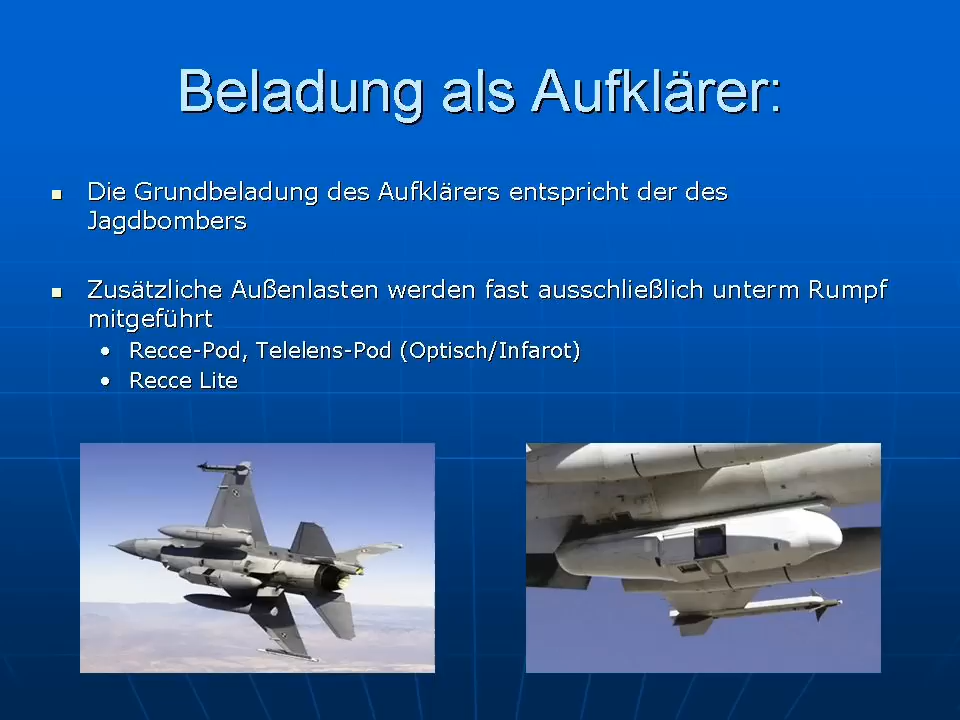 Beladung als Aufklärer:
Die Grundbeladung des Aufklärers entspricht der des
Jagdbombers
Zusätzliche Außenlasten werden fast ausschließlich unterm Rumpf
mitgeführt
Recce-Pod, Telelens-Pod (Optisch/Infarot)
Recce Lite